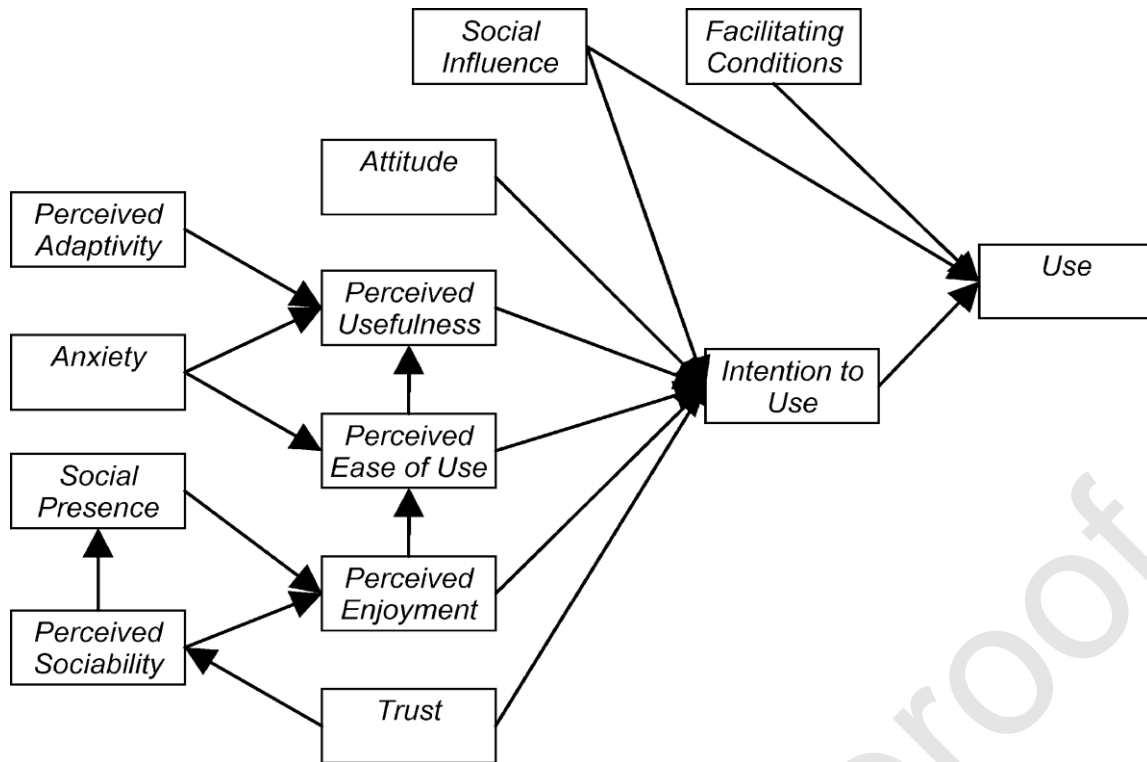 Social
Influence
Facilitating
Conditions
Attitude
Perceived
Adaptivity
Use
Perceived
Usefulness
Anxiety
Intention to
Use
Perceived
Ease of Use
Social
Presence
Perceived
Enjoyment
Perceived
Sociability
Trust
proof